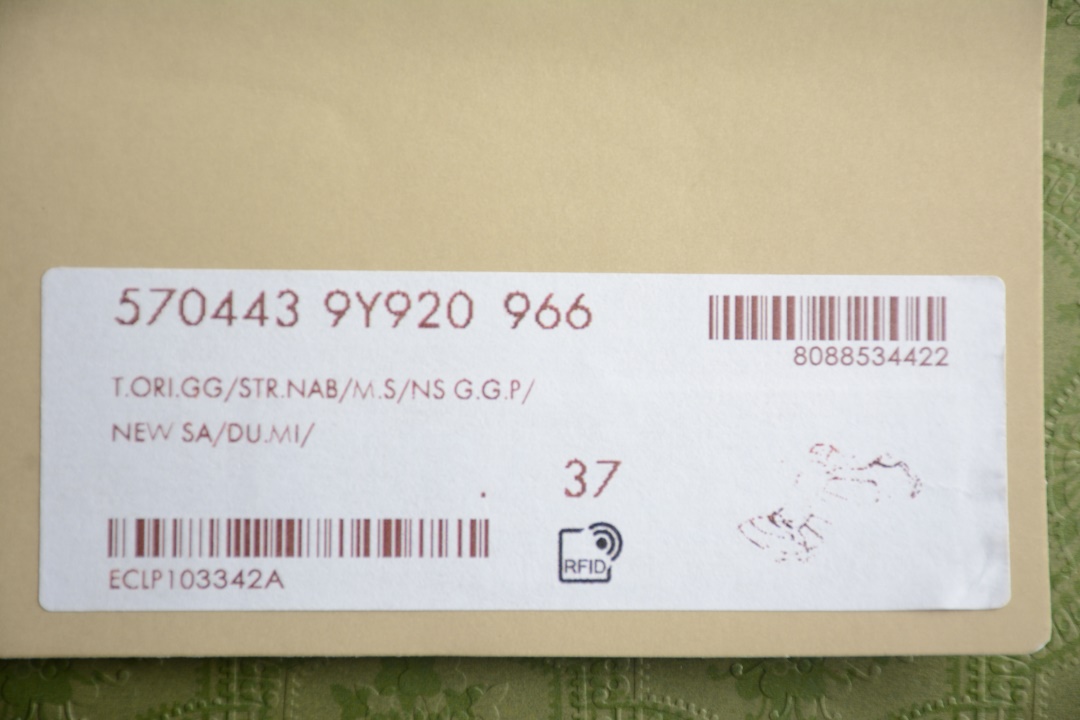 570443 9Y920 966
8088534422
T.ORI.GG/STR.NAB/M.S/NS G.G.P/
NEW SA/DU.MI/
37
ECLP103342A
RFID